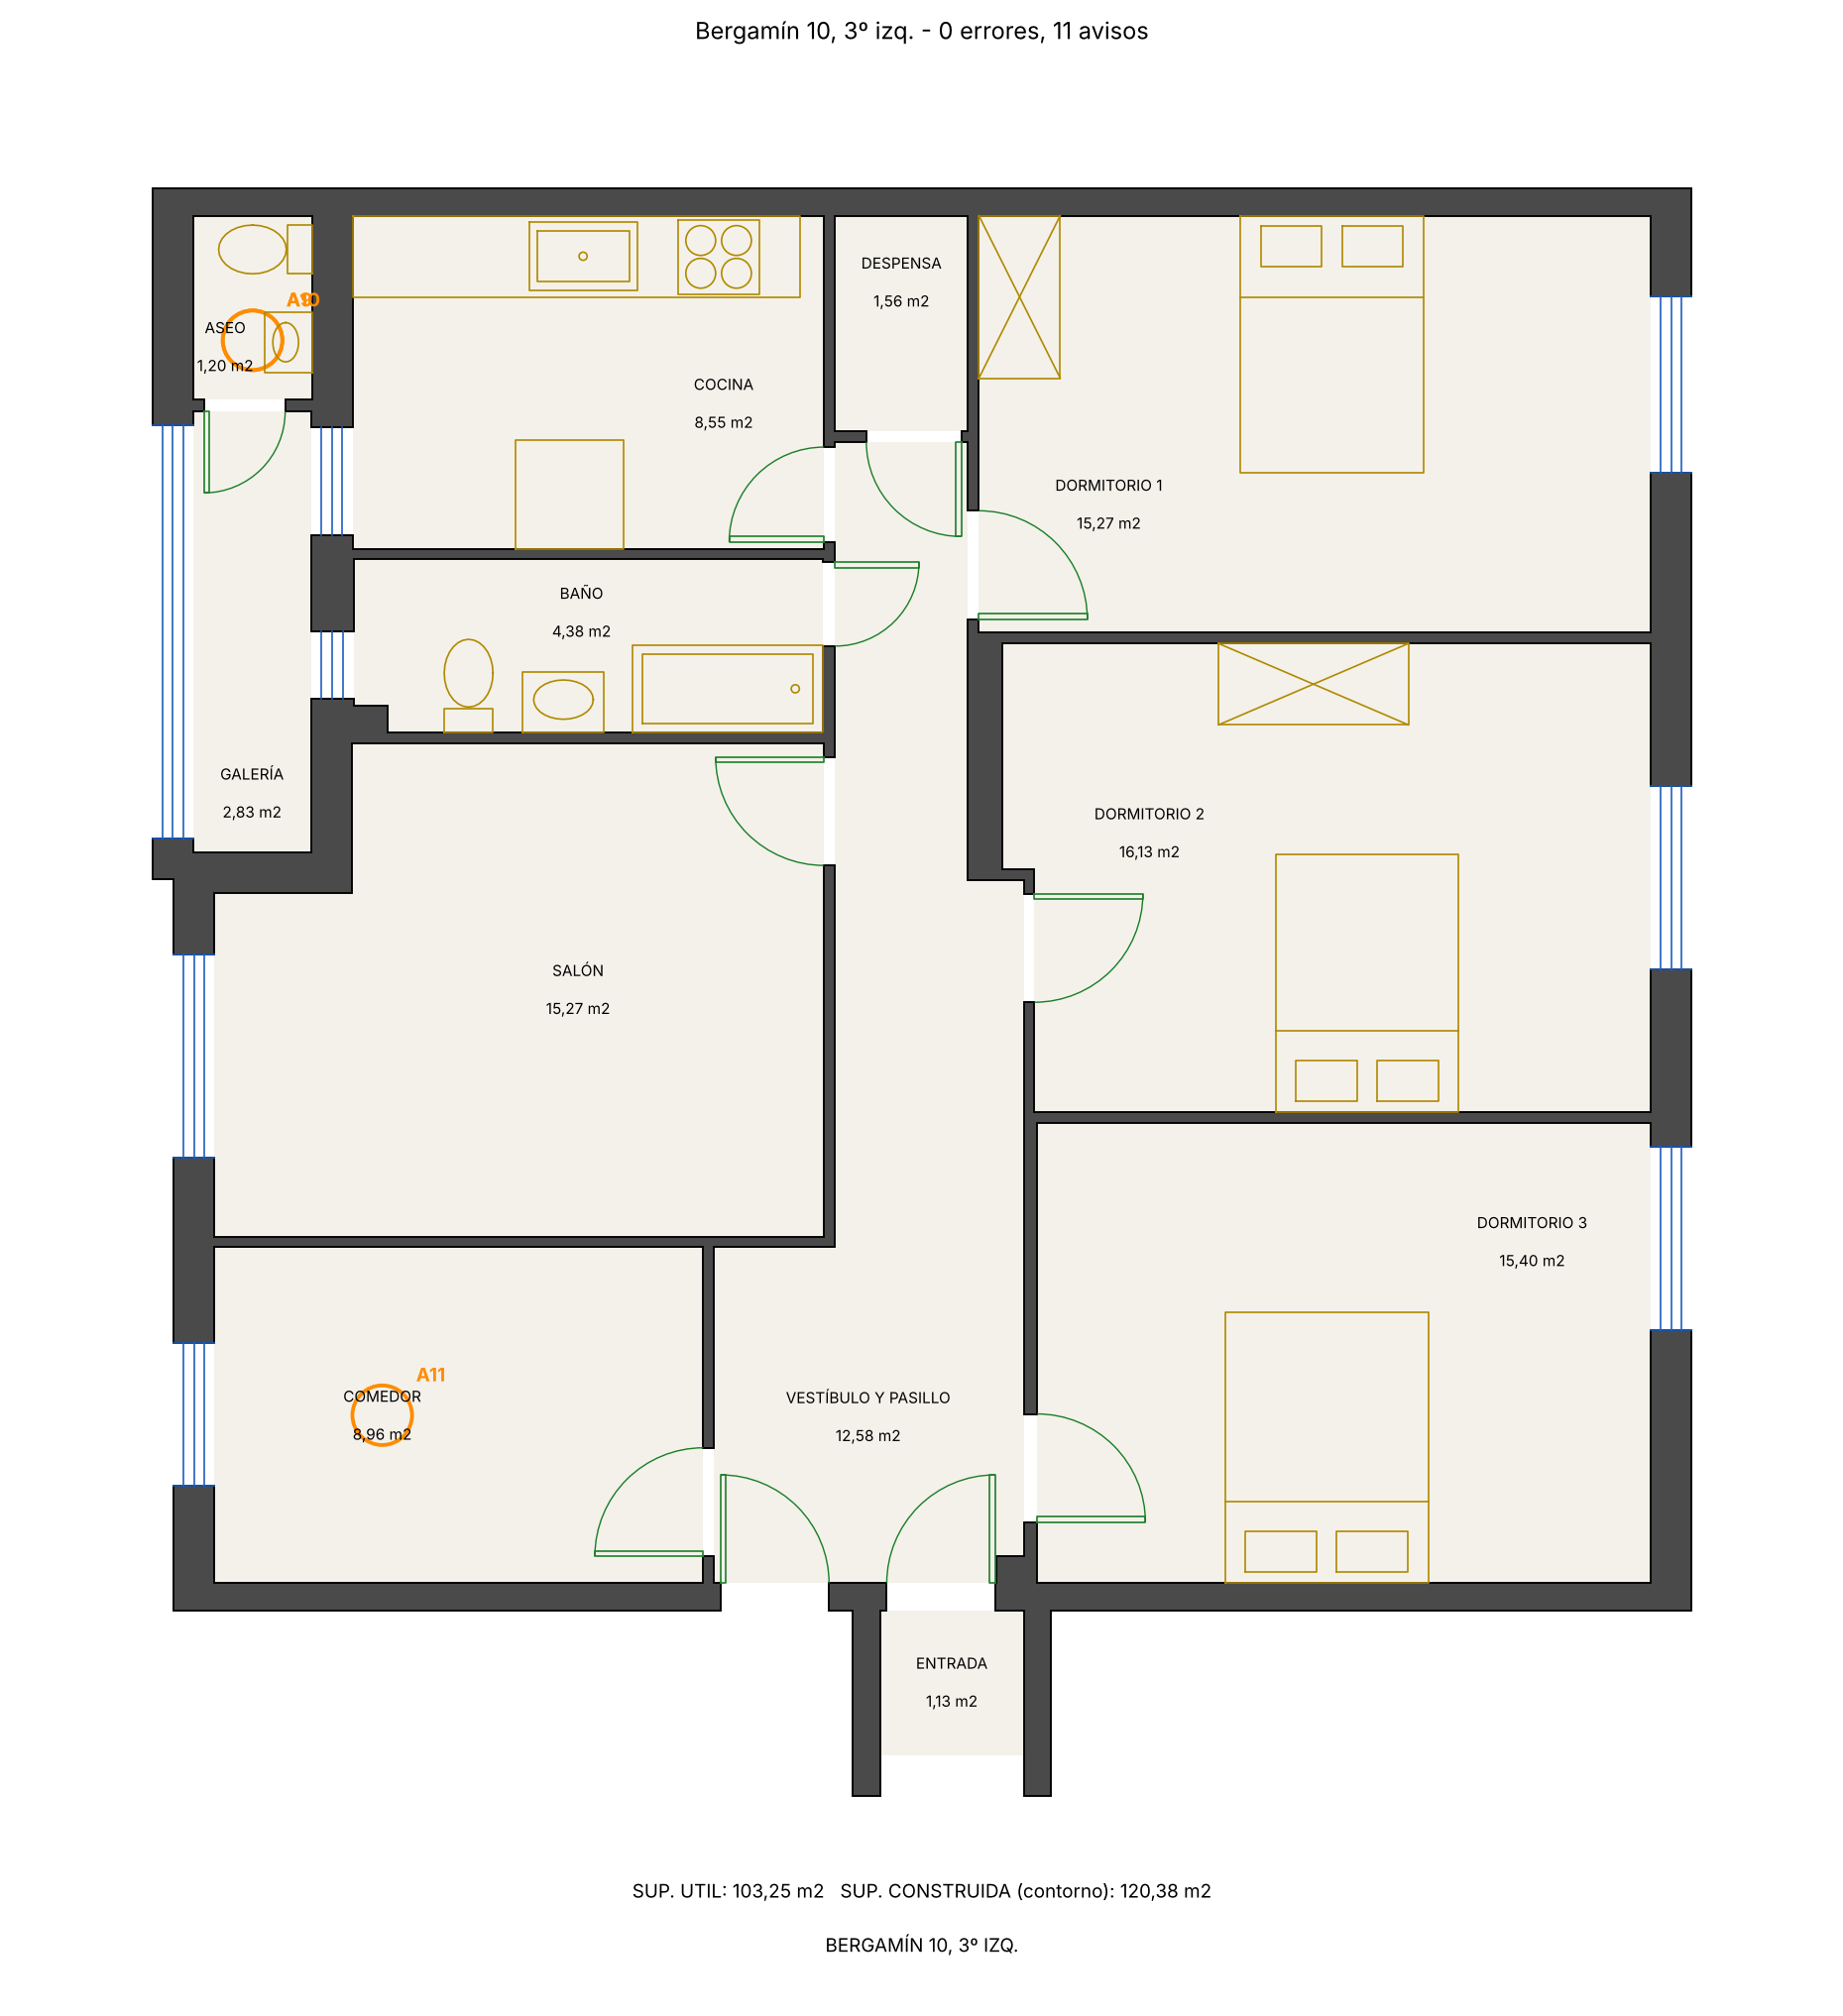 Bergamín 10, 3º izq. - 0 errores, 11 avisos
DESPENSA
1,56 m2
ASEO
1,20 m2
COCINA
8,55 m2
DORMITORIO 1
15,27 m2
BAÑO
4,38 m2
GALERÍA
2,83 m2
DORMITORIO 2
16,13 m2
SALÓN
15,27 m2
DORMITORIO 3
15,40 m2
A11
COMEDOR
8,96 m2
VESTÍBULO Y PASILLO
12,58 m2
ENTRADA
1,13 m2
SUP. UTIL: 103,25 m2 SUP. CONSTRUIDA (contorno): 120,38 m2
BERGAMÍN 10, 3º IZQ.